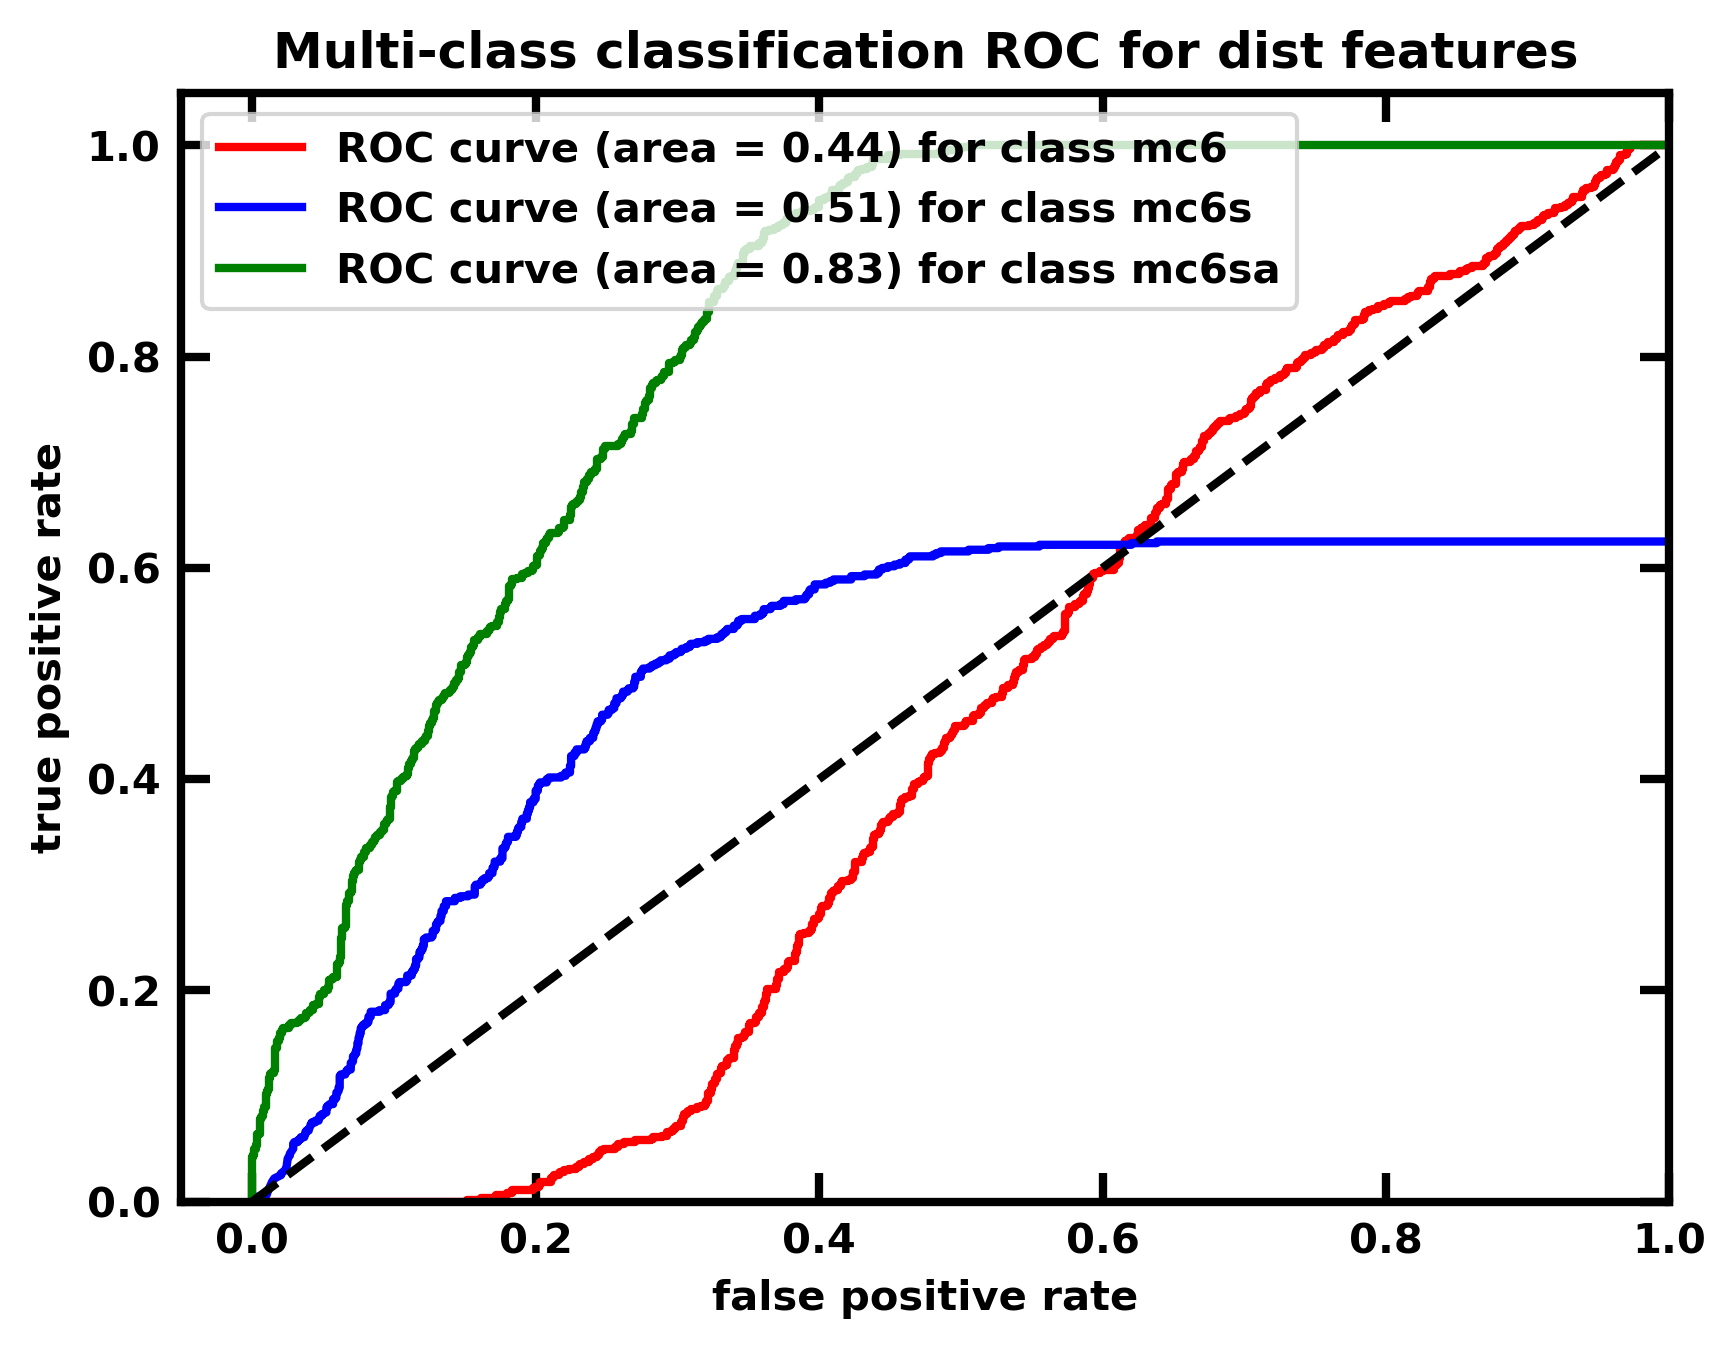 Multi-class classification ROC for dist features
ROC curve (area = 0.44) for class mc6
ROC curve (area = 0.51) for class mc6s
ROC curve (area = 0.83) for class mc6sa
1.0
0.8
0.6
0.4
0.2
0.0
true positive rate
0.0 0.2 0.4 0.6 0.8 1.0
false positive rate